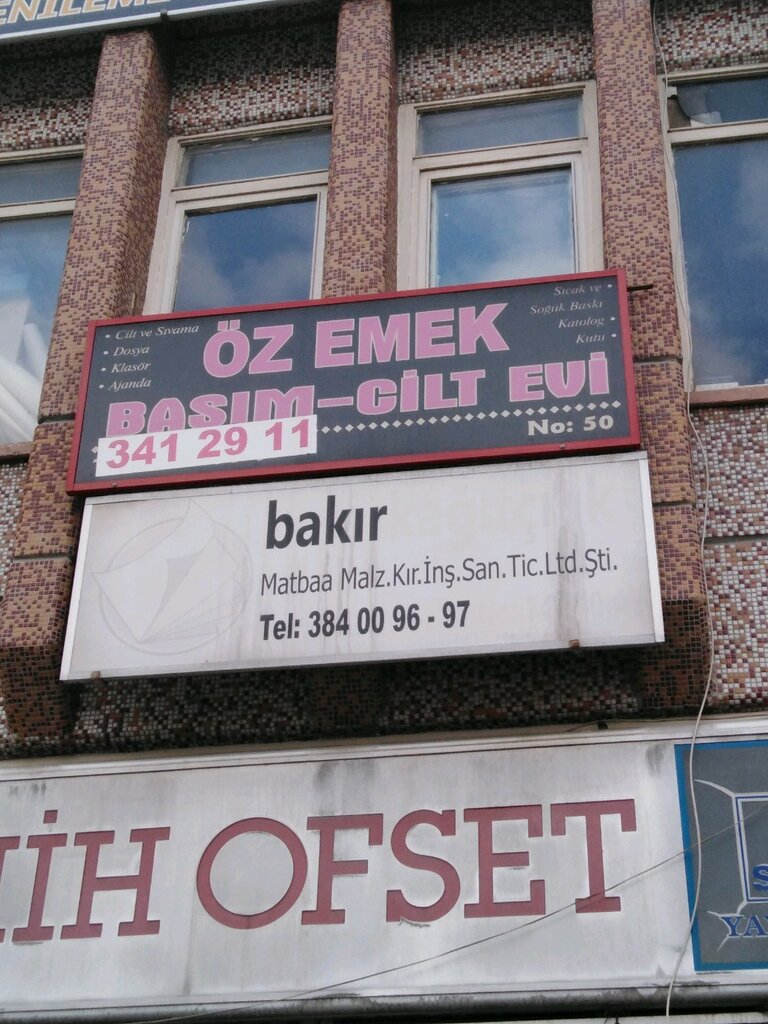 • Cilt ve Sıvama
• Dosya
• Klasör
• Ajanda
ÖZ EMEK
BASIM-CİLT EVİ
Sıcak ve •
Soğuk Baskı
Katolog •
Kutu •
341 29 11
No: 50
bakır
Matbaa Malz.Kır.İnş.San.Tic.Ltd.Şti.
Tel: 384 00 96 - 97
İH OFSET